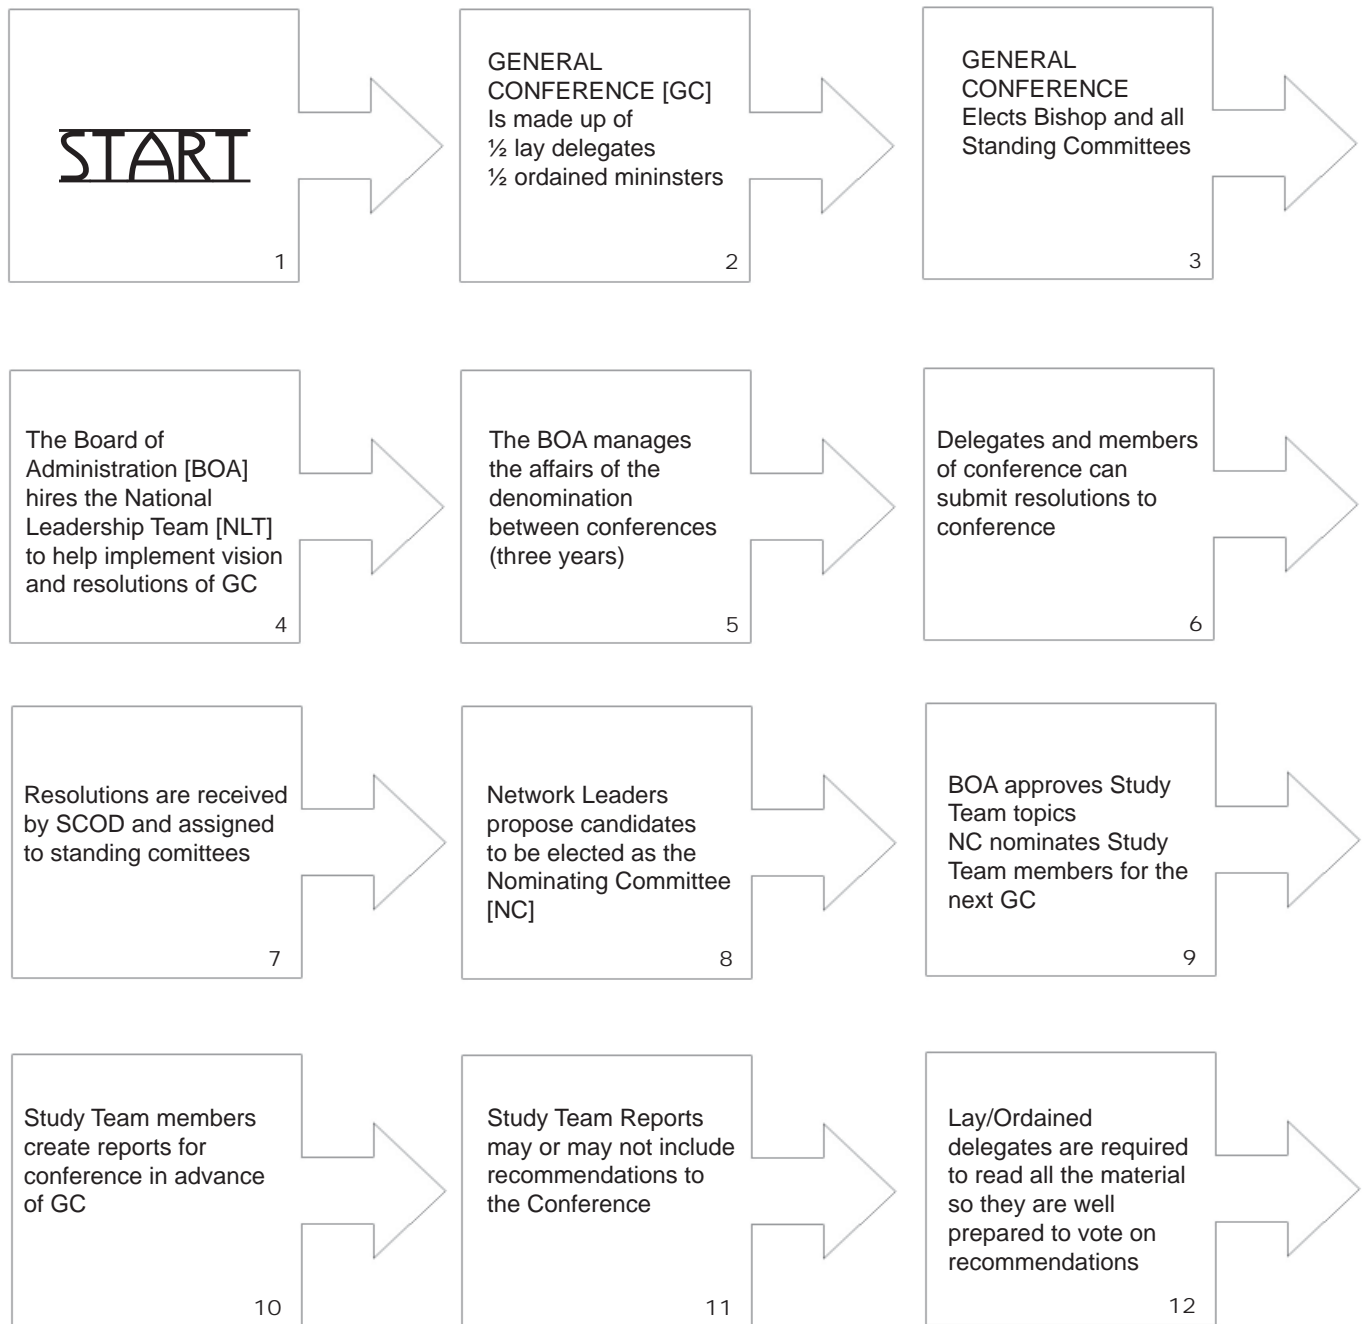 START
1
GENERAL
CONFERENCE [GC]
Is made up of
½ lay delegates
½ ordained mininsters
2
GENERAL
CONFERENCE
Elects Bishop and all
Standing Committees
3
The Board of
Administration [BOA]
hires the National
Leadership Team [NLT]
to help implement vision
and resolutions of GC
4
The BOA manages
the affairs of the
denomination
between conferences
(three years)
5
Delegates and members
of conference can
submit resolutions to
conference
6
Resolutions are received
by SCOD and assigned
to standing comittees
7
Network Leaders
propose candidates
to be elected as the
Nominating Committee
[NC]
8
BOA approves Study
Team topics
NC nominates Study
Team members for the
next GC
9
Study Team members
create reports for
conference in advance
of GC
10
Study Team Reports
may or may not include
recommendations to
the Conference
11
Lay/Ordained
delegates are required
to read all the material
so they are well
prepared to vote on
recommendations
12